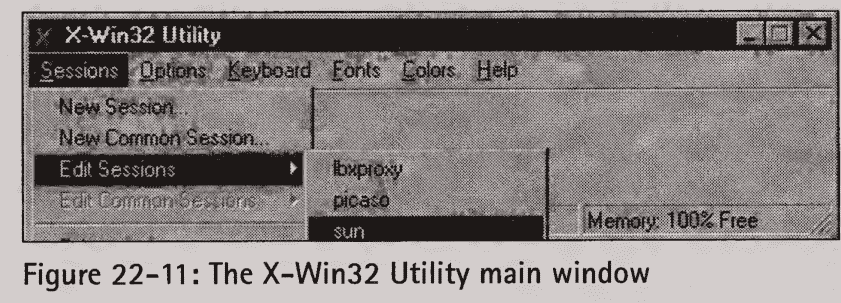 X-Win32 Utility
Sessions Options Keyboard Fonts Colors Help
New Session...
New Common Session...
Edit Sessions
lbxproxy
Edit Common Sessions
picaso
sun
Memory: 100% Free
Figure 22-11: The X-Win32 Utility main window